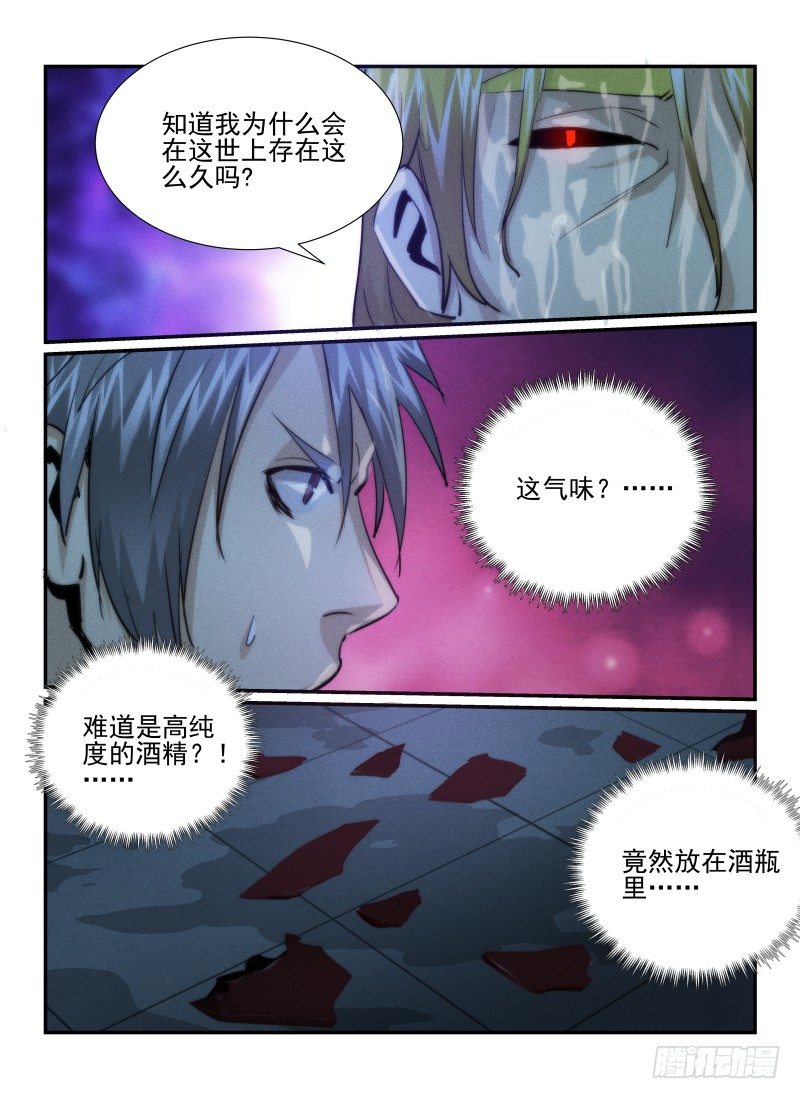 知道我为什么会
在这世上存在这
么久吗?
这气味？……
难道是高纯
度的酒精？！
……
竟然放在酒瓶
里……
腾讯动漫